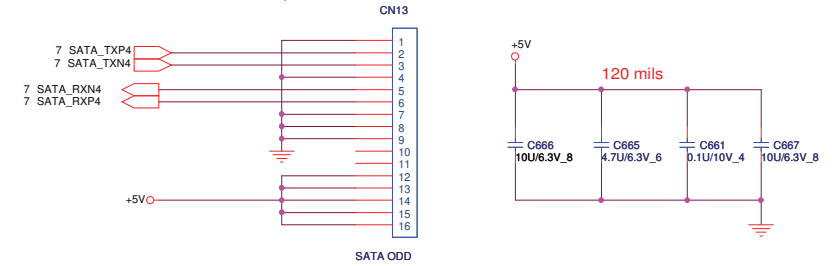 CN13
7 SATA_TXP4
7 SATA_TXN4
7 SATA_RXN4
7 SATA_RXP4
1
2
3
4
5
6
7
8
9
10
11
12
13
14
15
16
+5V
SATA ODD
+5V
120 mils
C666
10U/6.3V_8
C665
4.7U/6.3V_6
C661
0.1U/10V_4
C667
10U/6.3V_8